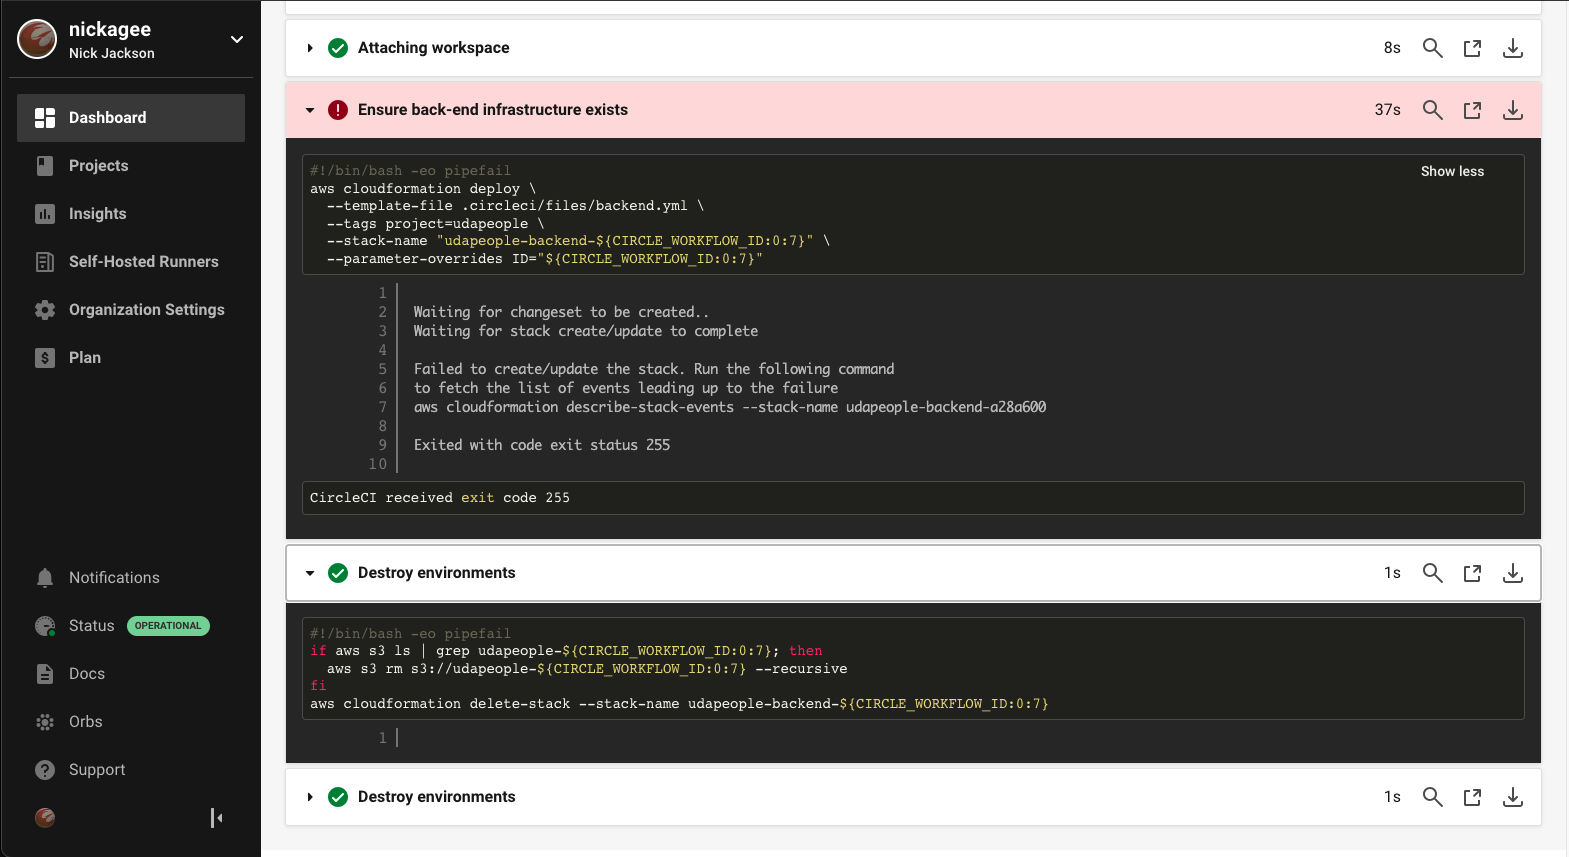 nickagee
Nick Jackson
Dashboard
Projects
Insights
Self-Hosted Runners
Organization Settings
Plan
Notifications
Status OPERATIONAL
Docs
Orbs
Support
Attaching workspace 8s
Ensure back-end infrastructure exists 37s
#!/bin/bash -eo pipefail
Show less
aws cloudformation deploy \
  --template-file .circleci/files/backend.yml \
  --tags project=udapeople \
  --stack-name "udapeople-backend-${CIRCLE_WORKFLOW_ID:0:7}" \
  --parameter-overrides ID="${CIRCLE_WORKFLOW_ID:0:7}"
1
2 Waiting for changeset to be created..
3 Waiting for stack create/update to complete
4
5 Failed to create/update the stack. Run the following command
6 to fetch the list of events leading up to the failure
7 aws cloudformation describe-stack-events --stack-name udapeople-backend-a28a600
8
9 Exited with code exit status 255
10
CircleCI received exit code 255
Destroy environments 1s
#!/bin/bash -eo pipefail
if aws s3 ls | grep udapeople-${CIRCLE_WORKFLOW_ID:0:7}; then
  aws s3 rm s3://udapeople-${CIRCLE_WORKFLOW_ID:0:7} --recursive
fi
aws cloudformation delete-stack --stack-name udapeople-backend-${CIRCLE_WORKFLOW_ID:0:7}
1
Destroy environments 1s